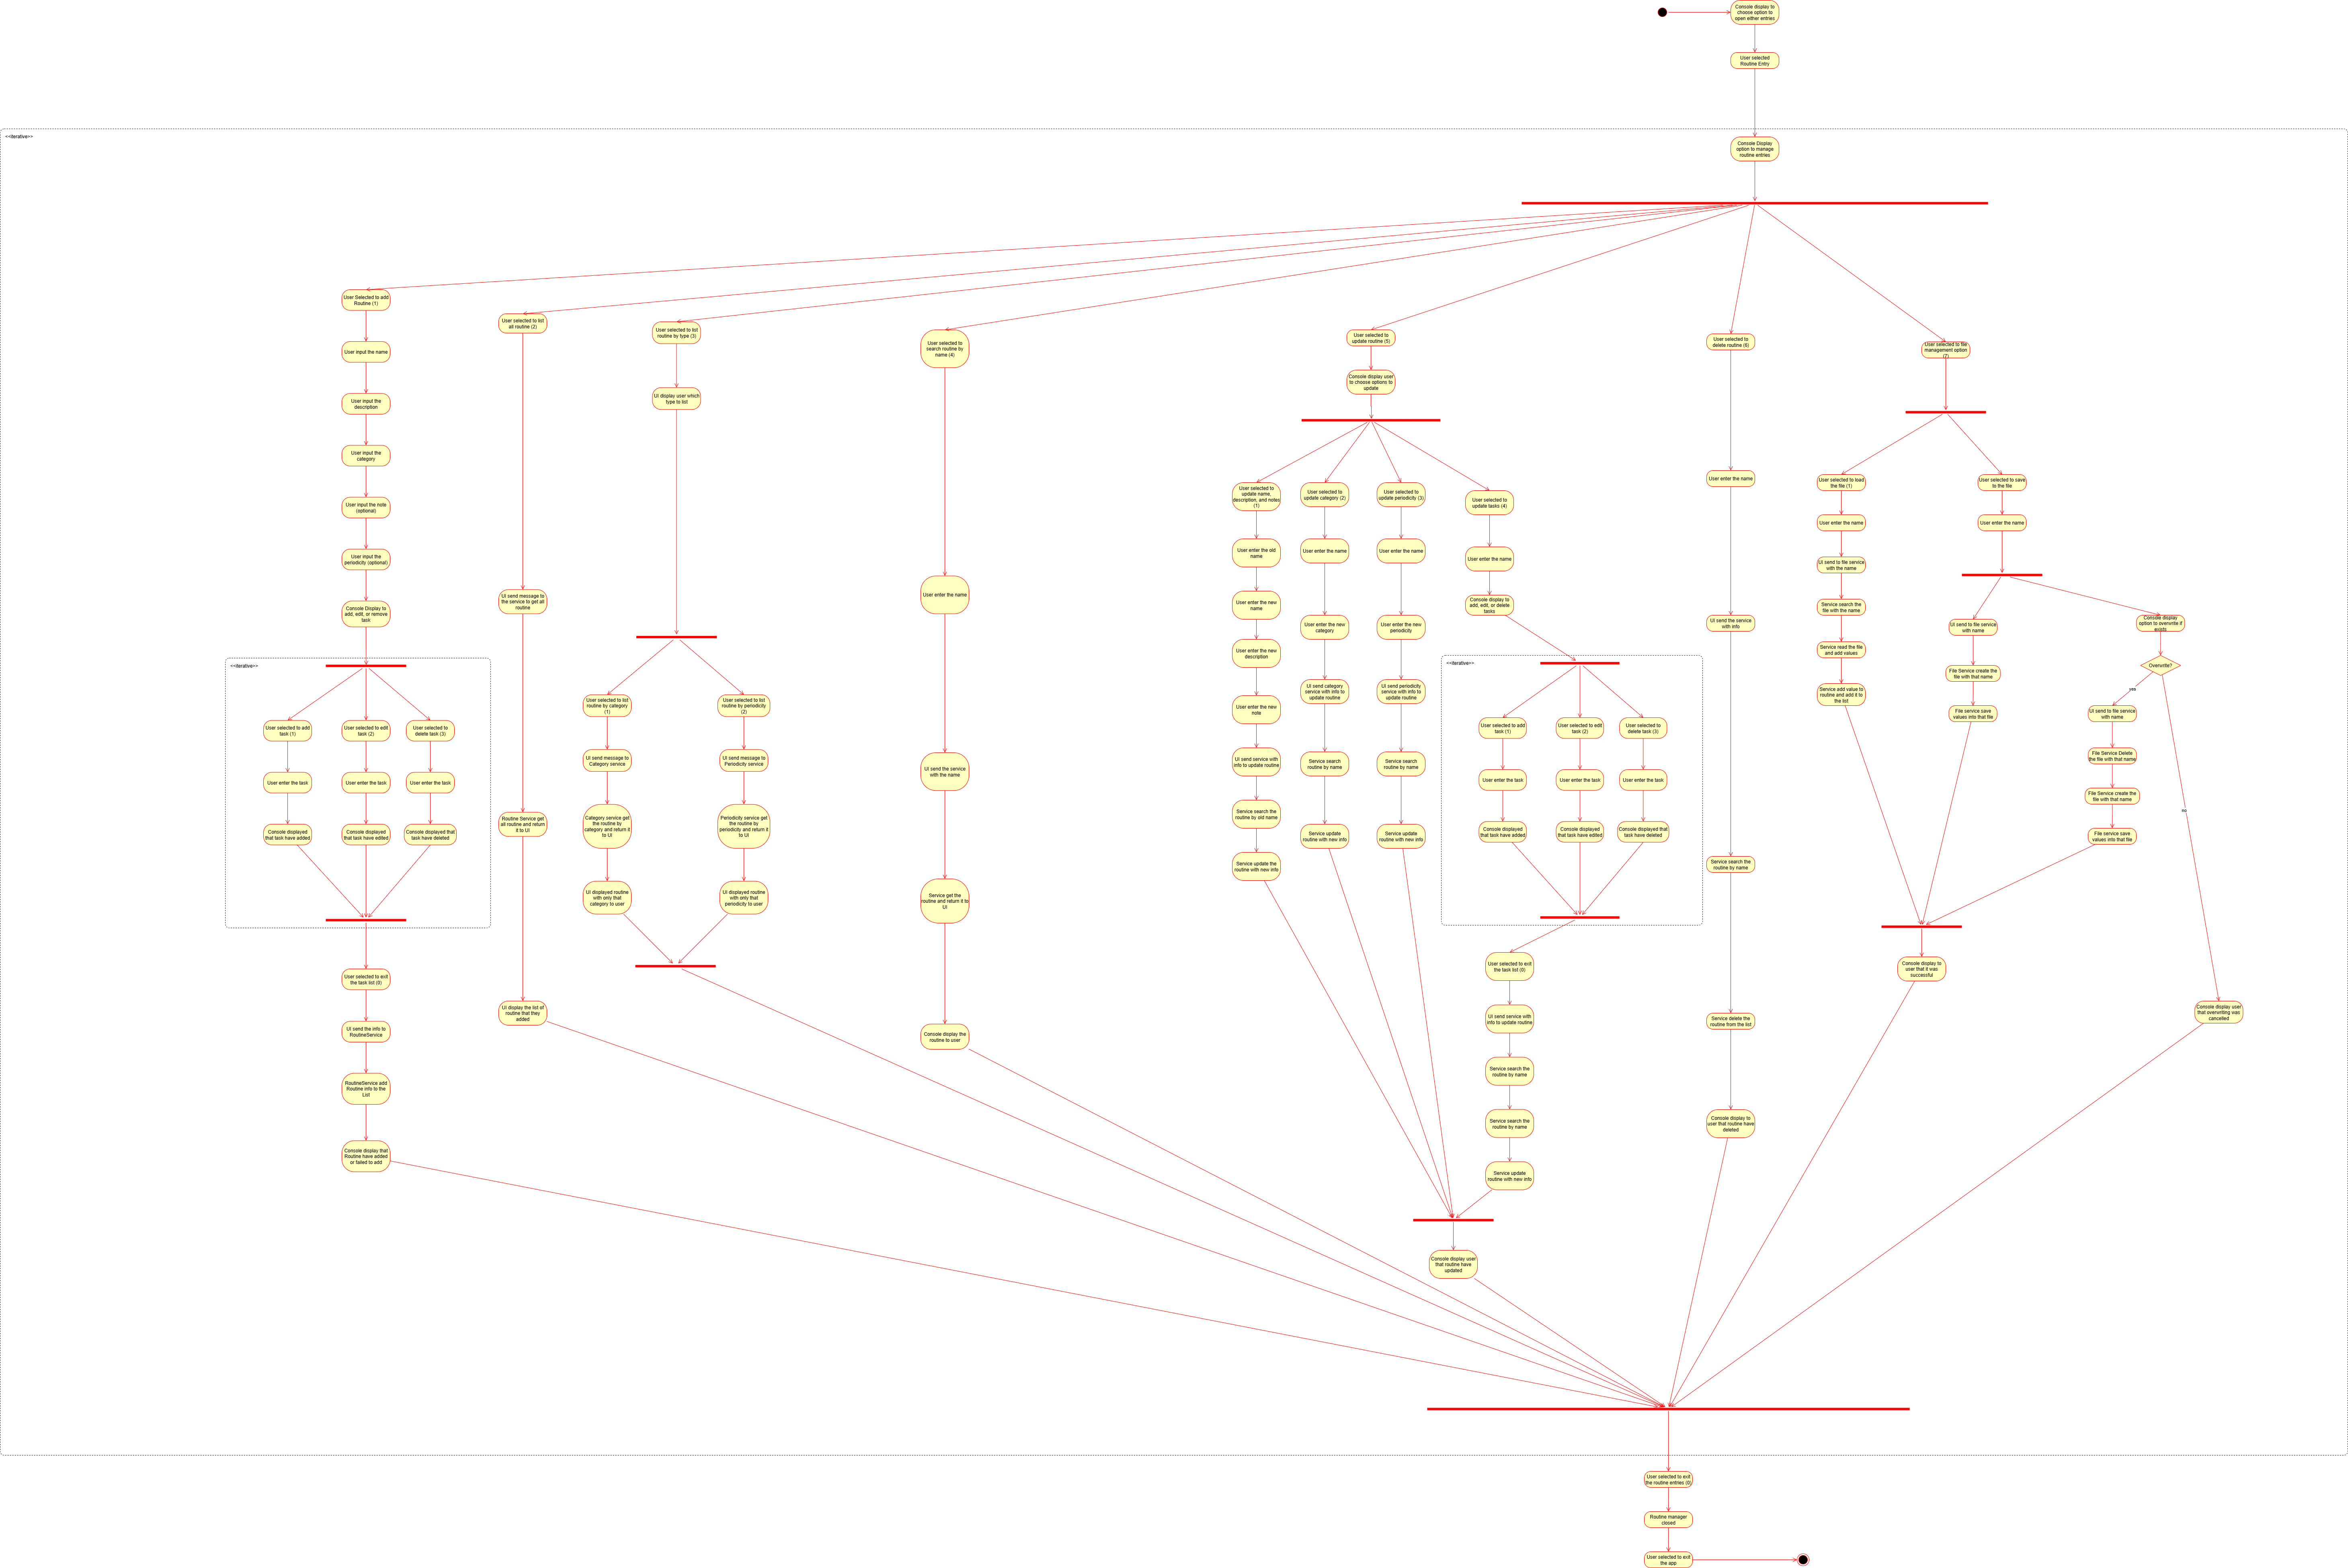 Console display to
choose option to
open either entries
User selected
Routine Entry
<<iterative>>
Console Display
option to manage
routine entries
User Selected to add
Routine (1)
User input the name
User input the
description
User input the
category
User input the note
(optional)
User input the
periodicity (optional)
Console Display to
add, edit, or remove
task
<<iterative>>
User selected to add
task (1)
User enter the task
Console displayed
that task have added
User selected to edit
task (2)
User enter the task
Console displayed
that task have edited
User selected to
delete task (3)
User enter the task
Console displayed that
task have deleted
User selected to exit
the task list (0)
UI send the info to
RoutineService
RoutineService add
Routine info to the
List
Console display that
Routine have added
or failed to add
User selected to list
all routine (2)
UI send message to
the service to get all
routine
Routine Service get
all routine and return
it to UI
UI display the list of
routine that they
added
User selected to list
routine by type (3)
UI display user which
type to list
User selected to list
routine by category
(1)
UI send message to
Category service
Category service get
the routine by
category and return it
to UI
UI displayed routine
with only that
category to user
User selected to list
routine by periodicity
(2)
UI send message to
Periodicity service
Periodicity service get
the routine by
periodicity and return it
to UI
UI displayed routine
with only that
periodicity to user
User selected to
search routine by
name (4)
User enter the name
UI send the service
with the name
Service get the
routine and return it to
UI
Console display the
routine to user
User selected to
update routine (5)
Console display user
to choose options to
update
User selected to
update name,
description, and notes
(1)
User enter the old
name
User enter the new
name
User enter the new
description
User enter the new
note
UI send service with
info to update routine
Service search the
routine by old name
Service update the
routine with new info
User selected to
update category (2)
User enter the name
User enter the new
category
UI send category
service with info to
update routine
Service search
routine by name
Service update
routine with new info
User selected to
update periodicity (3)
User enter the name
User enter the new
periodicity
UI send periodicity
service with info to
update routine
Service search
routine by name
Service update
routine with new info
User selected to
update tasks (4)
User enter the name
Console display to
add, edit, or delete
tasks
<<iterative>>
User selected to add
task (1)
User enter the task
Console displayed
that task have added
User selected to edit
task (2)
User enter the task
Console displayed
that task have edited
User selected to
delete task (3)
User enter the task
Console displayed that
task have deleted
User selected to exit
the task list (0)
UI send service with
info to update routine
Service search the
routine by name
Service search the
routine by name
Service update
routine with new info
Console display user
that routine have
updated
User selected to
delete routine (6)
User enter the name
UI send the service
with info
Service search the
routine by name
Service delete the
routine from the list
Console display to
user that routine have
deleted
User selected to file
management option
(7)
User selected to load
the file (1)
User enter the name
UI send to file service
with the name
Service search the
file with the name
Service read the file
and add values
Service add value to
routine and add it to
the list
User selected to save
to the file
User enter the name
UI send to file service
with name
File Service create the
file with that name
File service save
values into that file
Console display
option to overwrite if
exists
Overwrite?
yes
no
UI send to file service
with name
File Service Delete
the file with that name
File Service create the
file with that name
File service save
values into that file
Console display to
user that it was
successful
Console display user
that overwriting was
cancelled
User selected to exit
the routine entries (0)
Routine manager
closed
User selected to exit
the app